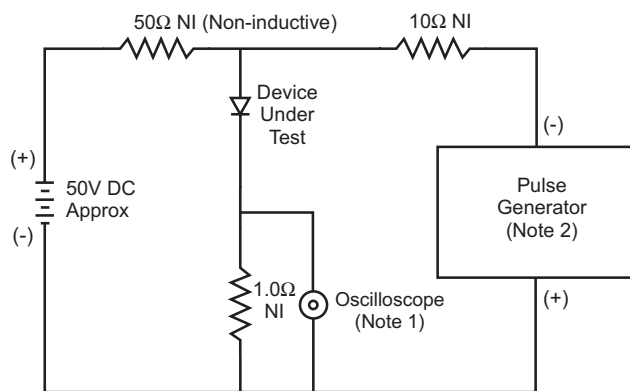 50Ω NI (Non-inductive)
10Ω NI
Device
Under
Test
(+)
50V DC
Approx
(-)
1.0Ω
NI
Oscilloscope
(Note 1)
(-)
Pulse
Generator
(Note 2)
(+)